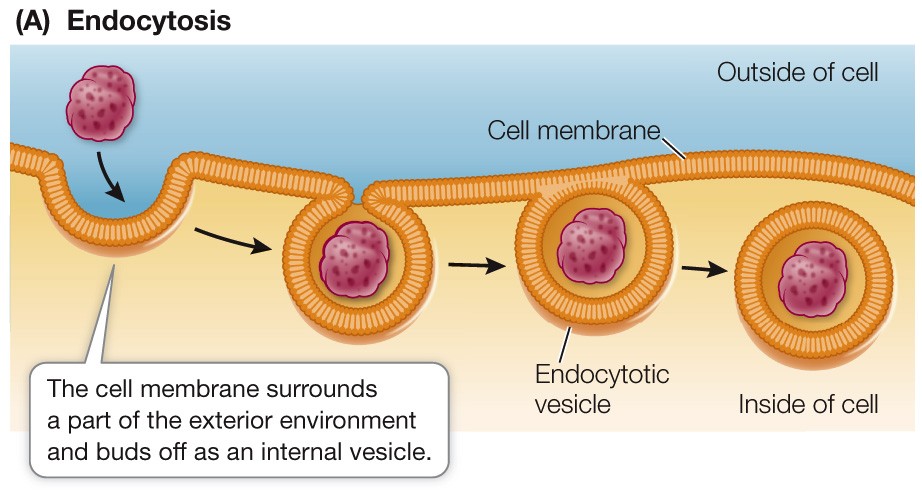 (A) Endocytosis
Outside of cell
Cell membrane
Endocytotic
vesicle
Inside of cell
The cell membrane surrounds
a part of the exterior environment
and buds off as an internal vesicle.